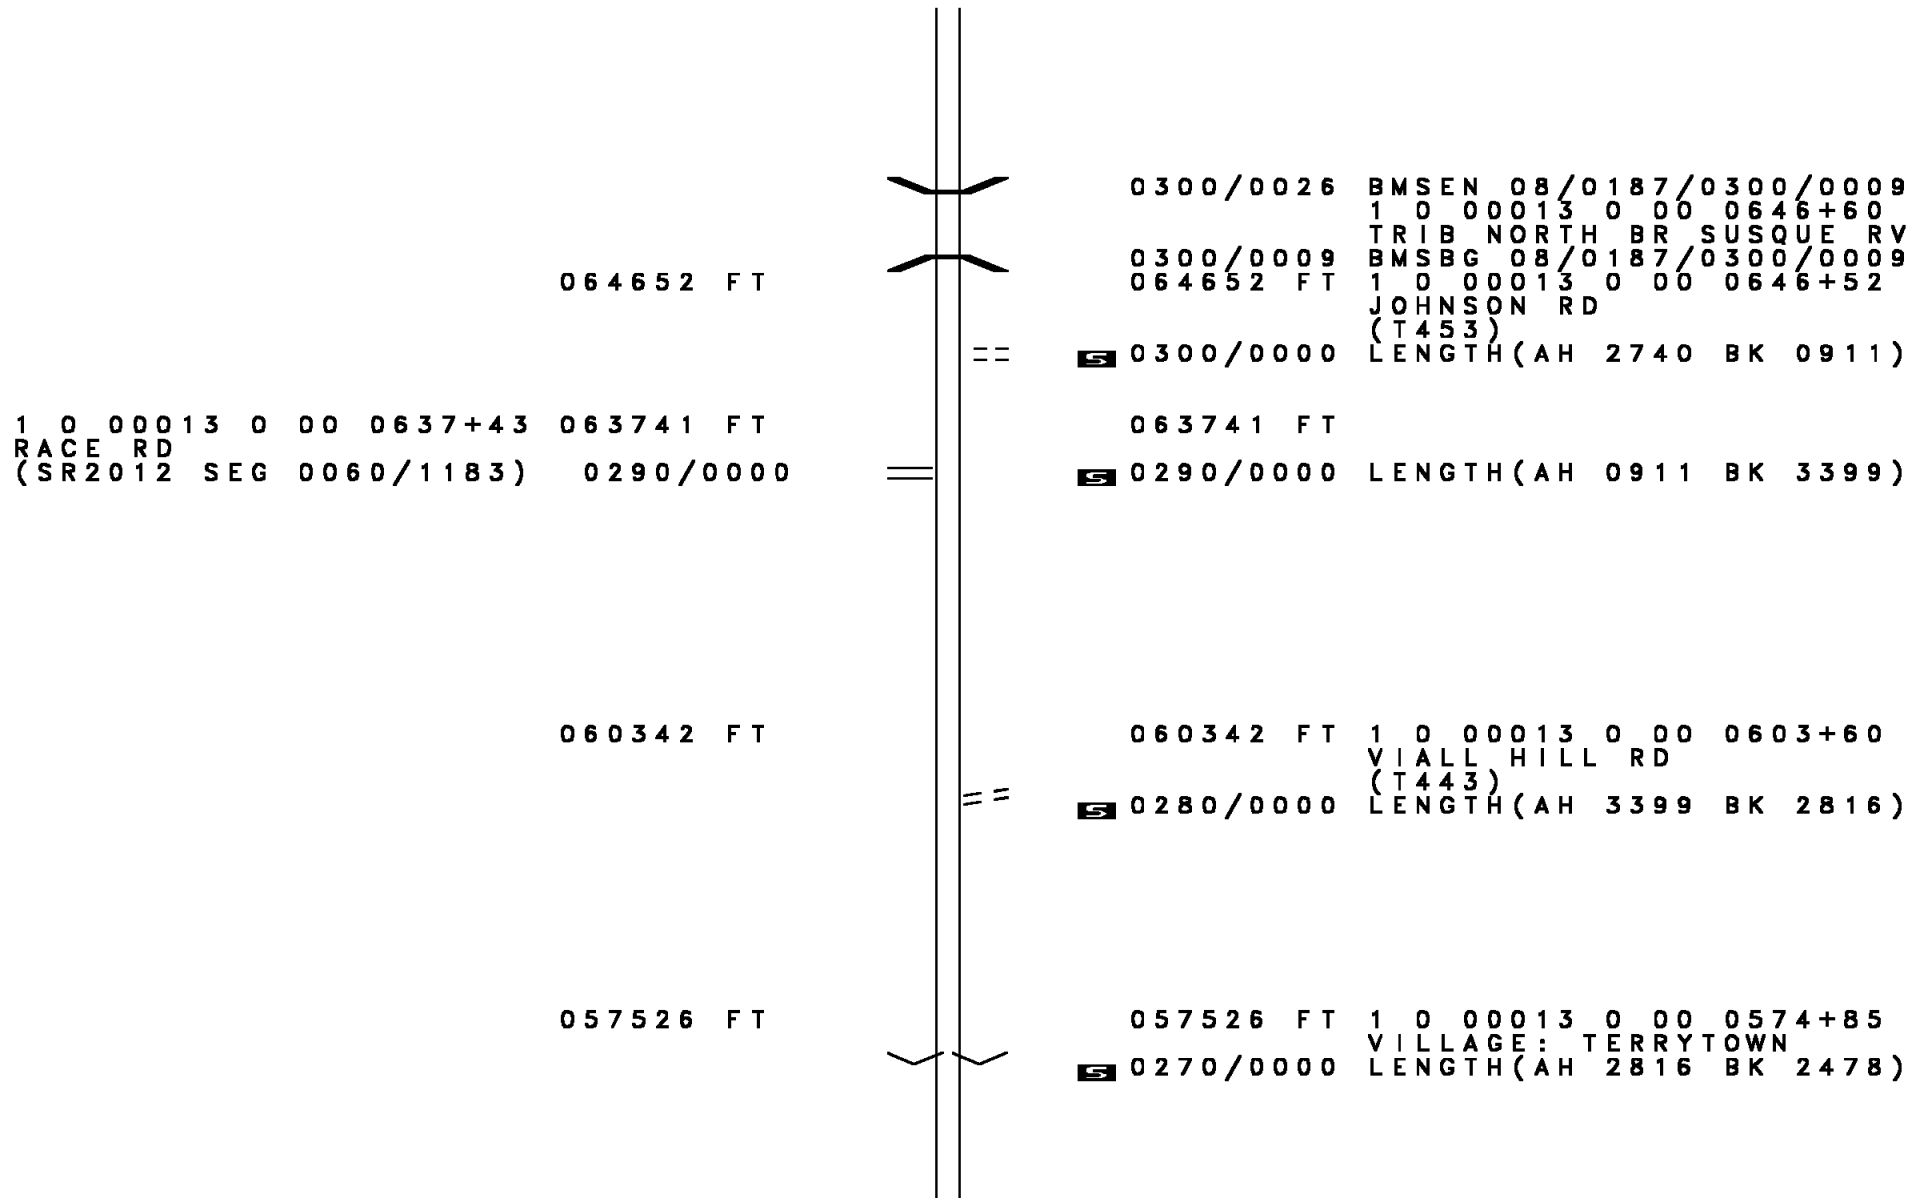 0300/0026 BMSEN 08/0187/0300/0009
1 0 00013 0 00 0646+60
TRIB NORTH BR SUSQUE RV
0300/0009 BMSBG 08/0187/0300/0009
064652 FT 064652 FT 1 0 00013 0 00 0646+52
JOHNSON RD
(T453)
S 0300/0000 LENGTH(AH 2740 BK 0911)
1 0 00013 0 00 0637+43 063741 FT 063741 FT
RACE RD
(SR2012 SEG 0060/1183) 0290/0000 S 0290/0000 LENGTH(AH 0911 BK 3399)
060342 FT 060342 FT 1 0 00013 0 00 0603+60
VIALL HILL RD
(T443)
S 0280/0000 LENGTH(AH 3399 BK 2816)
057526 FT 057526 FT 1 0 00013 0 00 0574+85
VILLAGE: TERRYTOWN
S 0270/0000 LENGTH(AH 2816 BK 2478)